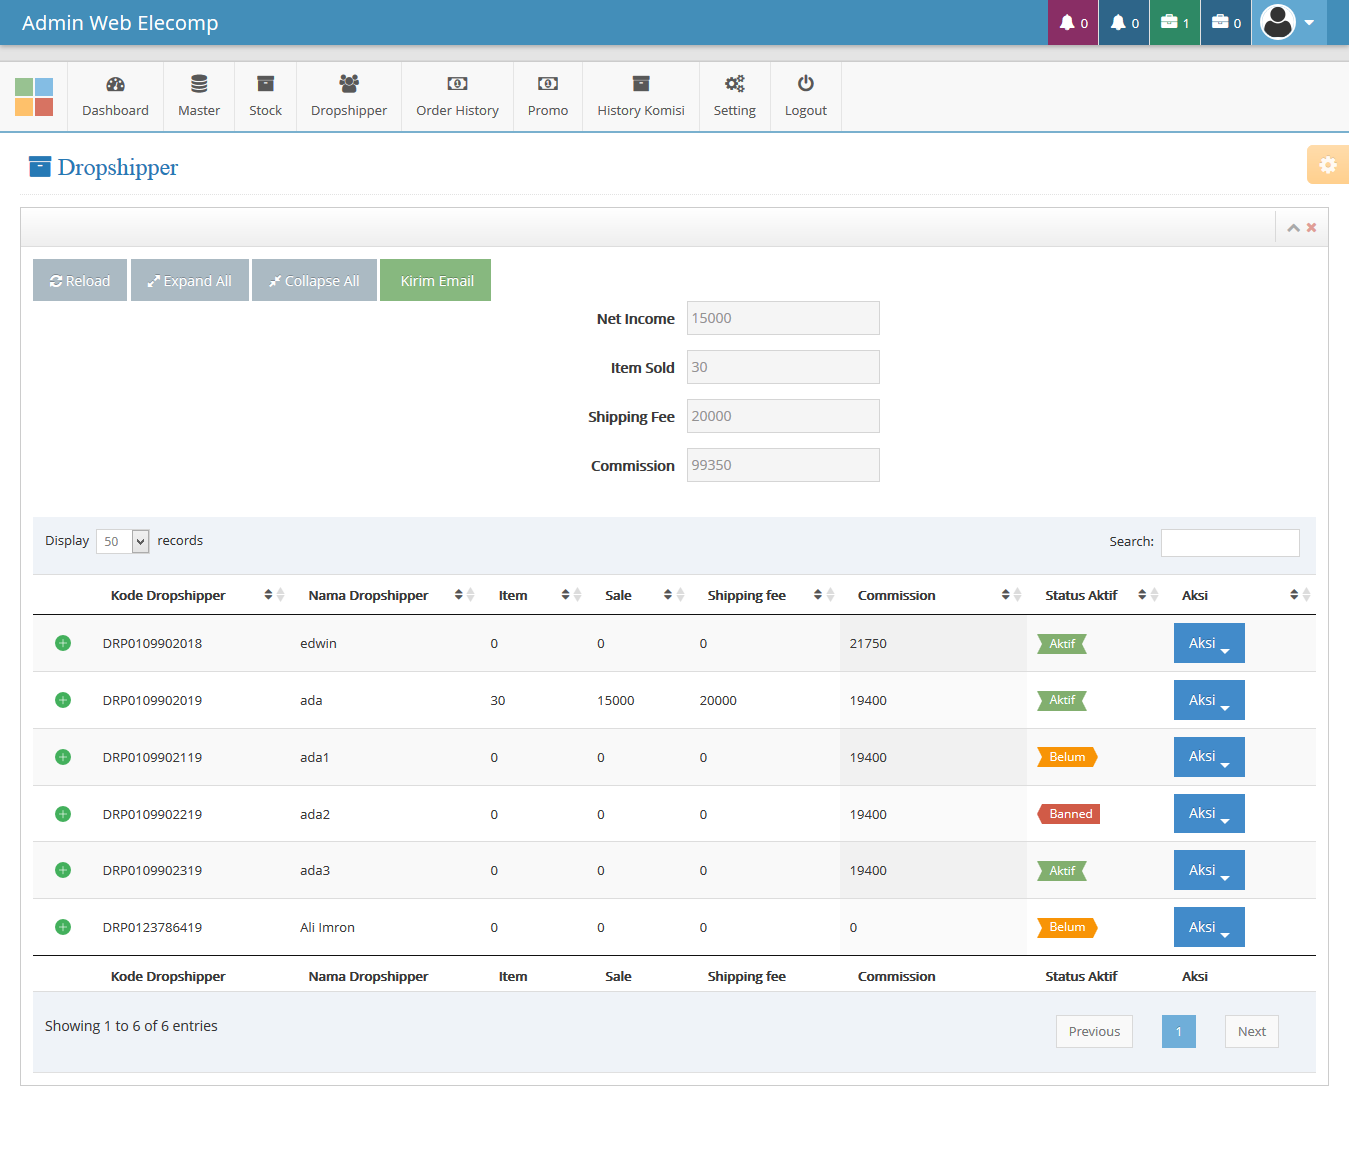 Admin Web Elecomp
0 0 1 0
Dashboard Master Stock Dropshipper Order History Promo History Komisi Setting Logout
Dropshipper
Reload Expand All Collapse All Kirim Email
Net Income 15000
Item Sold 30
Shipping Fee 20000
Commission 99350
Display 50 records Search:
Kode Dropshipper Nama Dropshipper Item Sale Shipping fee Commission Status Aktif Aksi
DRP0109902018 edwin 0 0 0 21750 Aktif Aksi
DRP0109902019 ada 30 15000 20000 19400 Aktif Aksi
DRP0109902119 ada1 0 0 0 19400 Belum Aksi
DRP0109902219 ada2 0 0 0 19400 Banned Aksi
DRP0109902319 ada3 0 0 0 19400 Aktif Aksi
DRP0123786419 Ali Imron 0 0 0 0 Belum Aksi
Kode Dropshipper Nama Dropshipper Item Sale Shipping fee Commission Status Aktif Aksi
Showing 1 to 6 of 6 entries Previous 1 Next